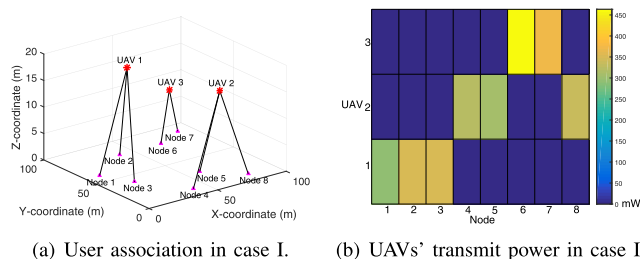 20
15
10
5
0
Z-coordinate (m)
UAV 1
UAV 3
UAV 2
Node 7
Node 6
Node 2
Node 1
Node 3
Node 5
Node 4
Node 8
100
50
0
Y-coordinate (m)
0
50
100
X-coordinate (m)
(a) User association in case I.
3
UAV 2
1
1 2 3 4 5 6 7 8
Node
450
400
350
300
250
200
150
100
50
0 mW
(b) UAVs' transmit power in case I